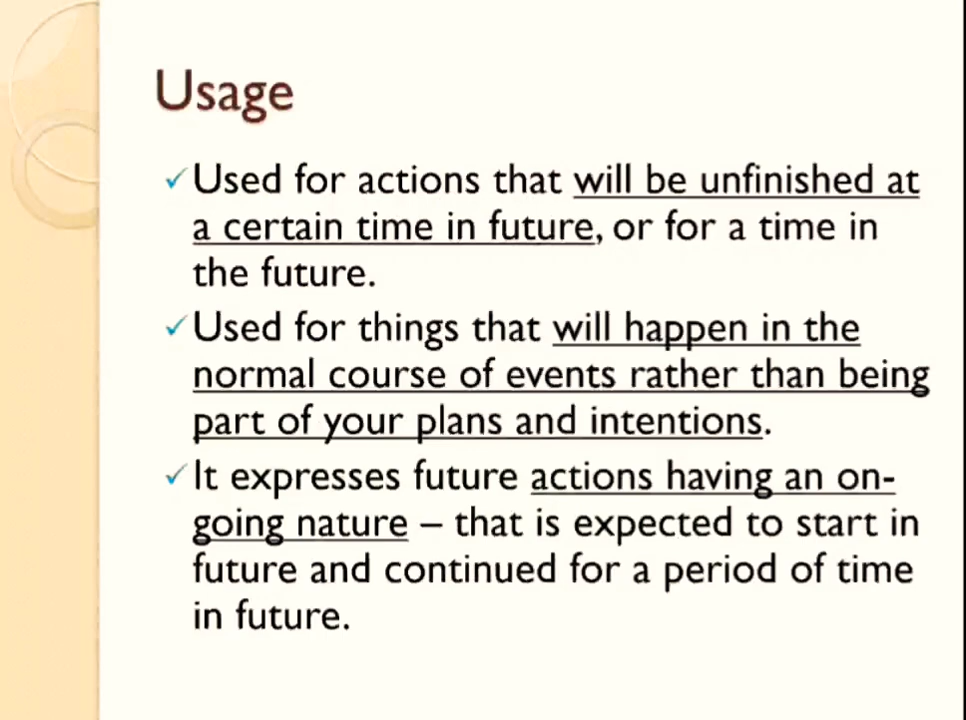 Usage
✓Used for actions that will be unfinished at
a certain time in future, or for a time in
the future.
✓Used for things that will happen in the
normal course of events rather than being
part of your plans and intentions.
✓It expresses future actions having an on-
going nature – that is expected to start in
future and continued for a period of time
in future.